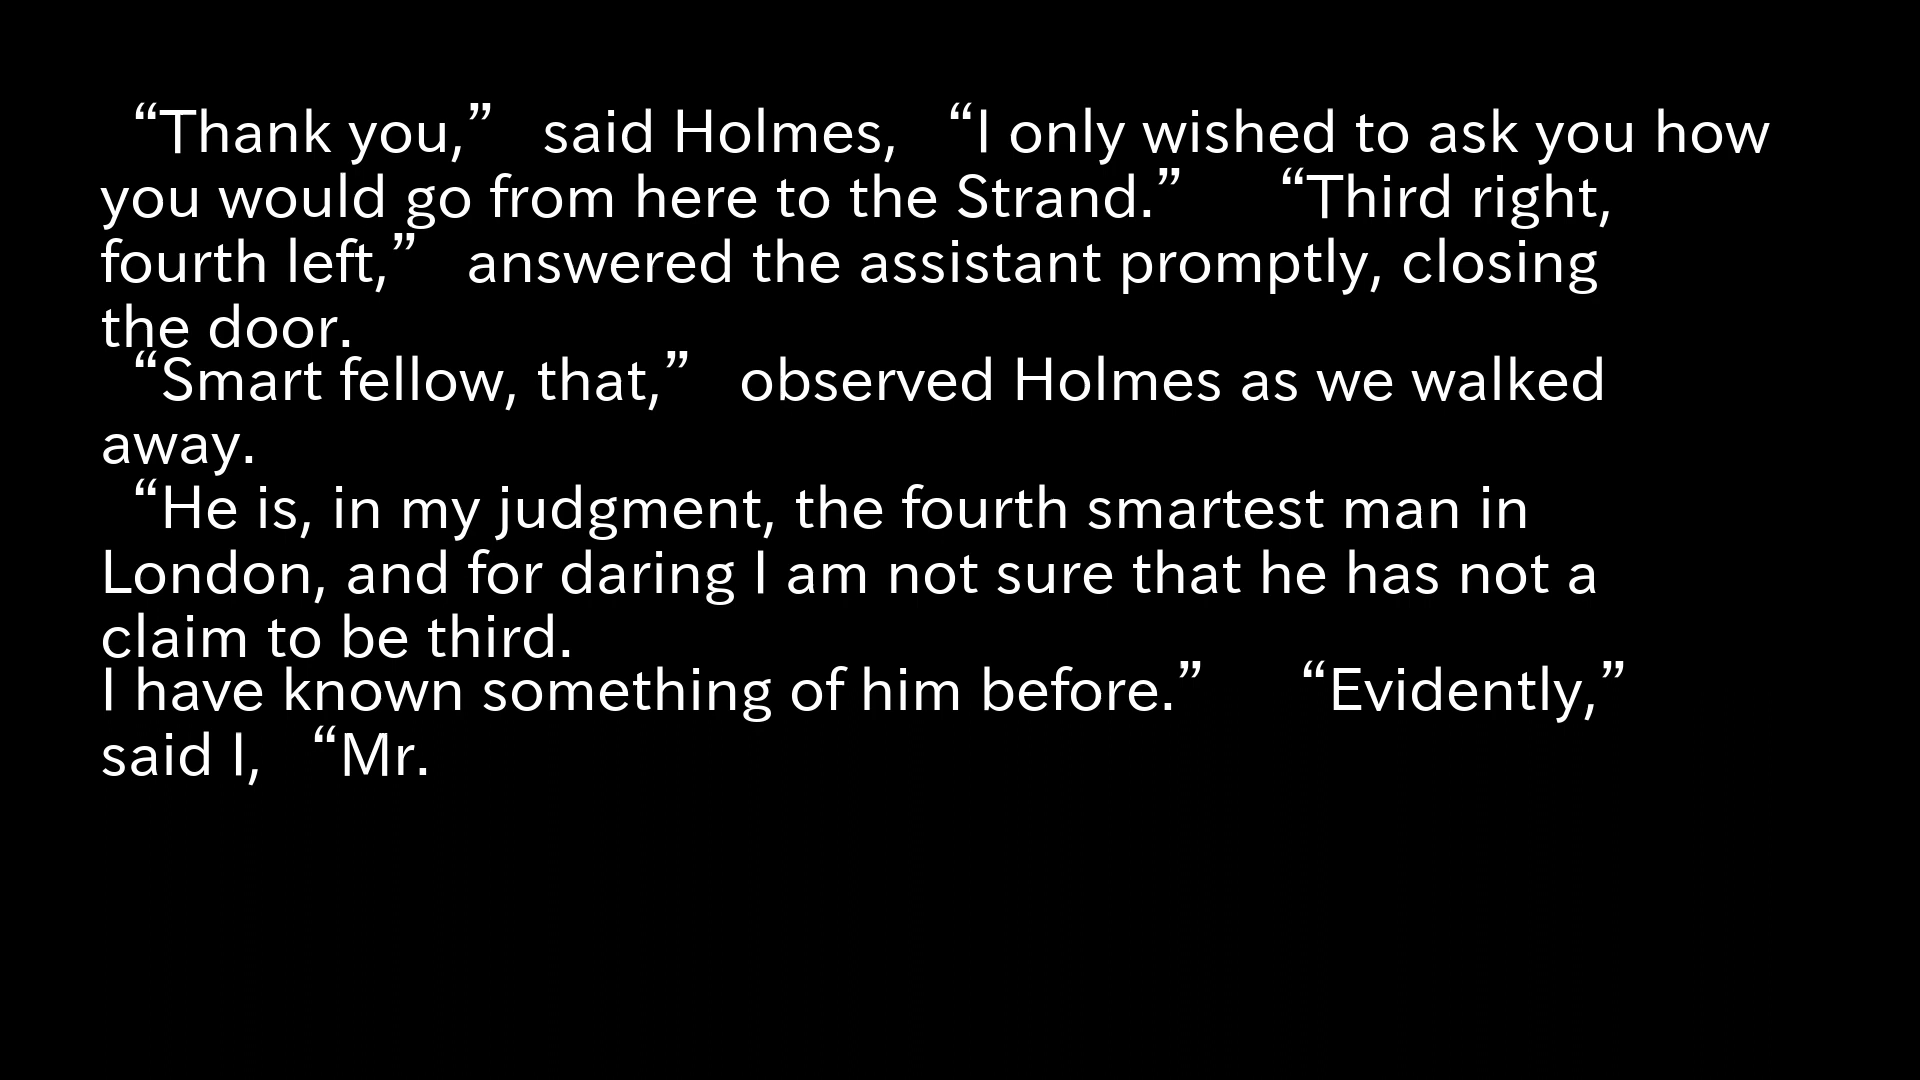 “Thank you,” said Holmes, “I only wished to ask you how
you would go from here to the Strand.” “Third right,
fourth left,” answered the assistant promptly, closing
the door.
“Smart fellow, that,” observed Holmes as we walked
away.
“He is, in my judgment, the fourth smartest man in
London, and for daring I am not sure that he has not a
claim to be third.
I have known something of him before.” “Evidently,”
said I, “Mr.